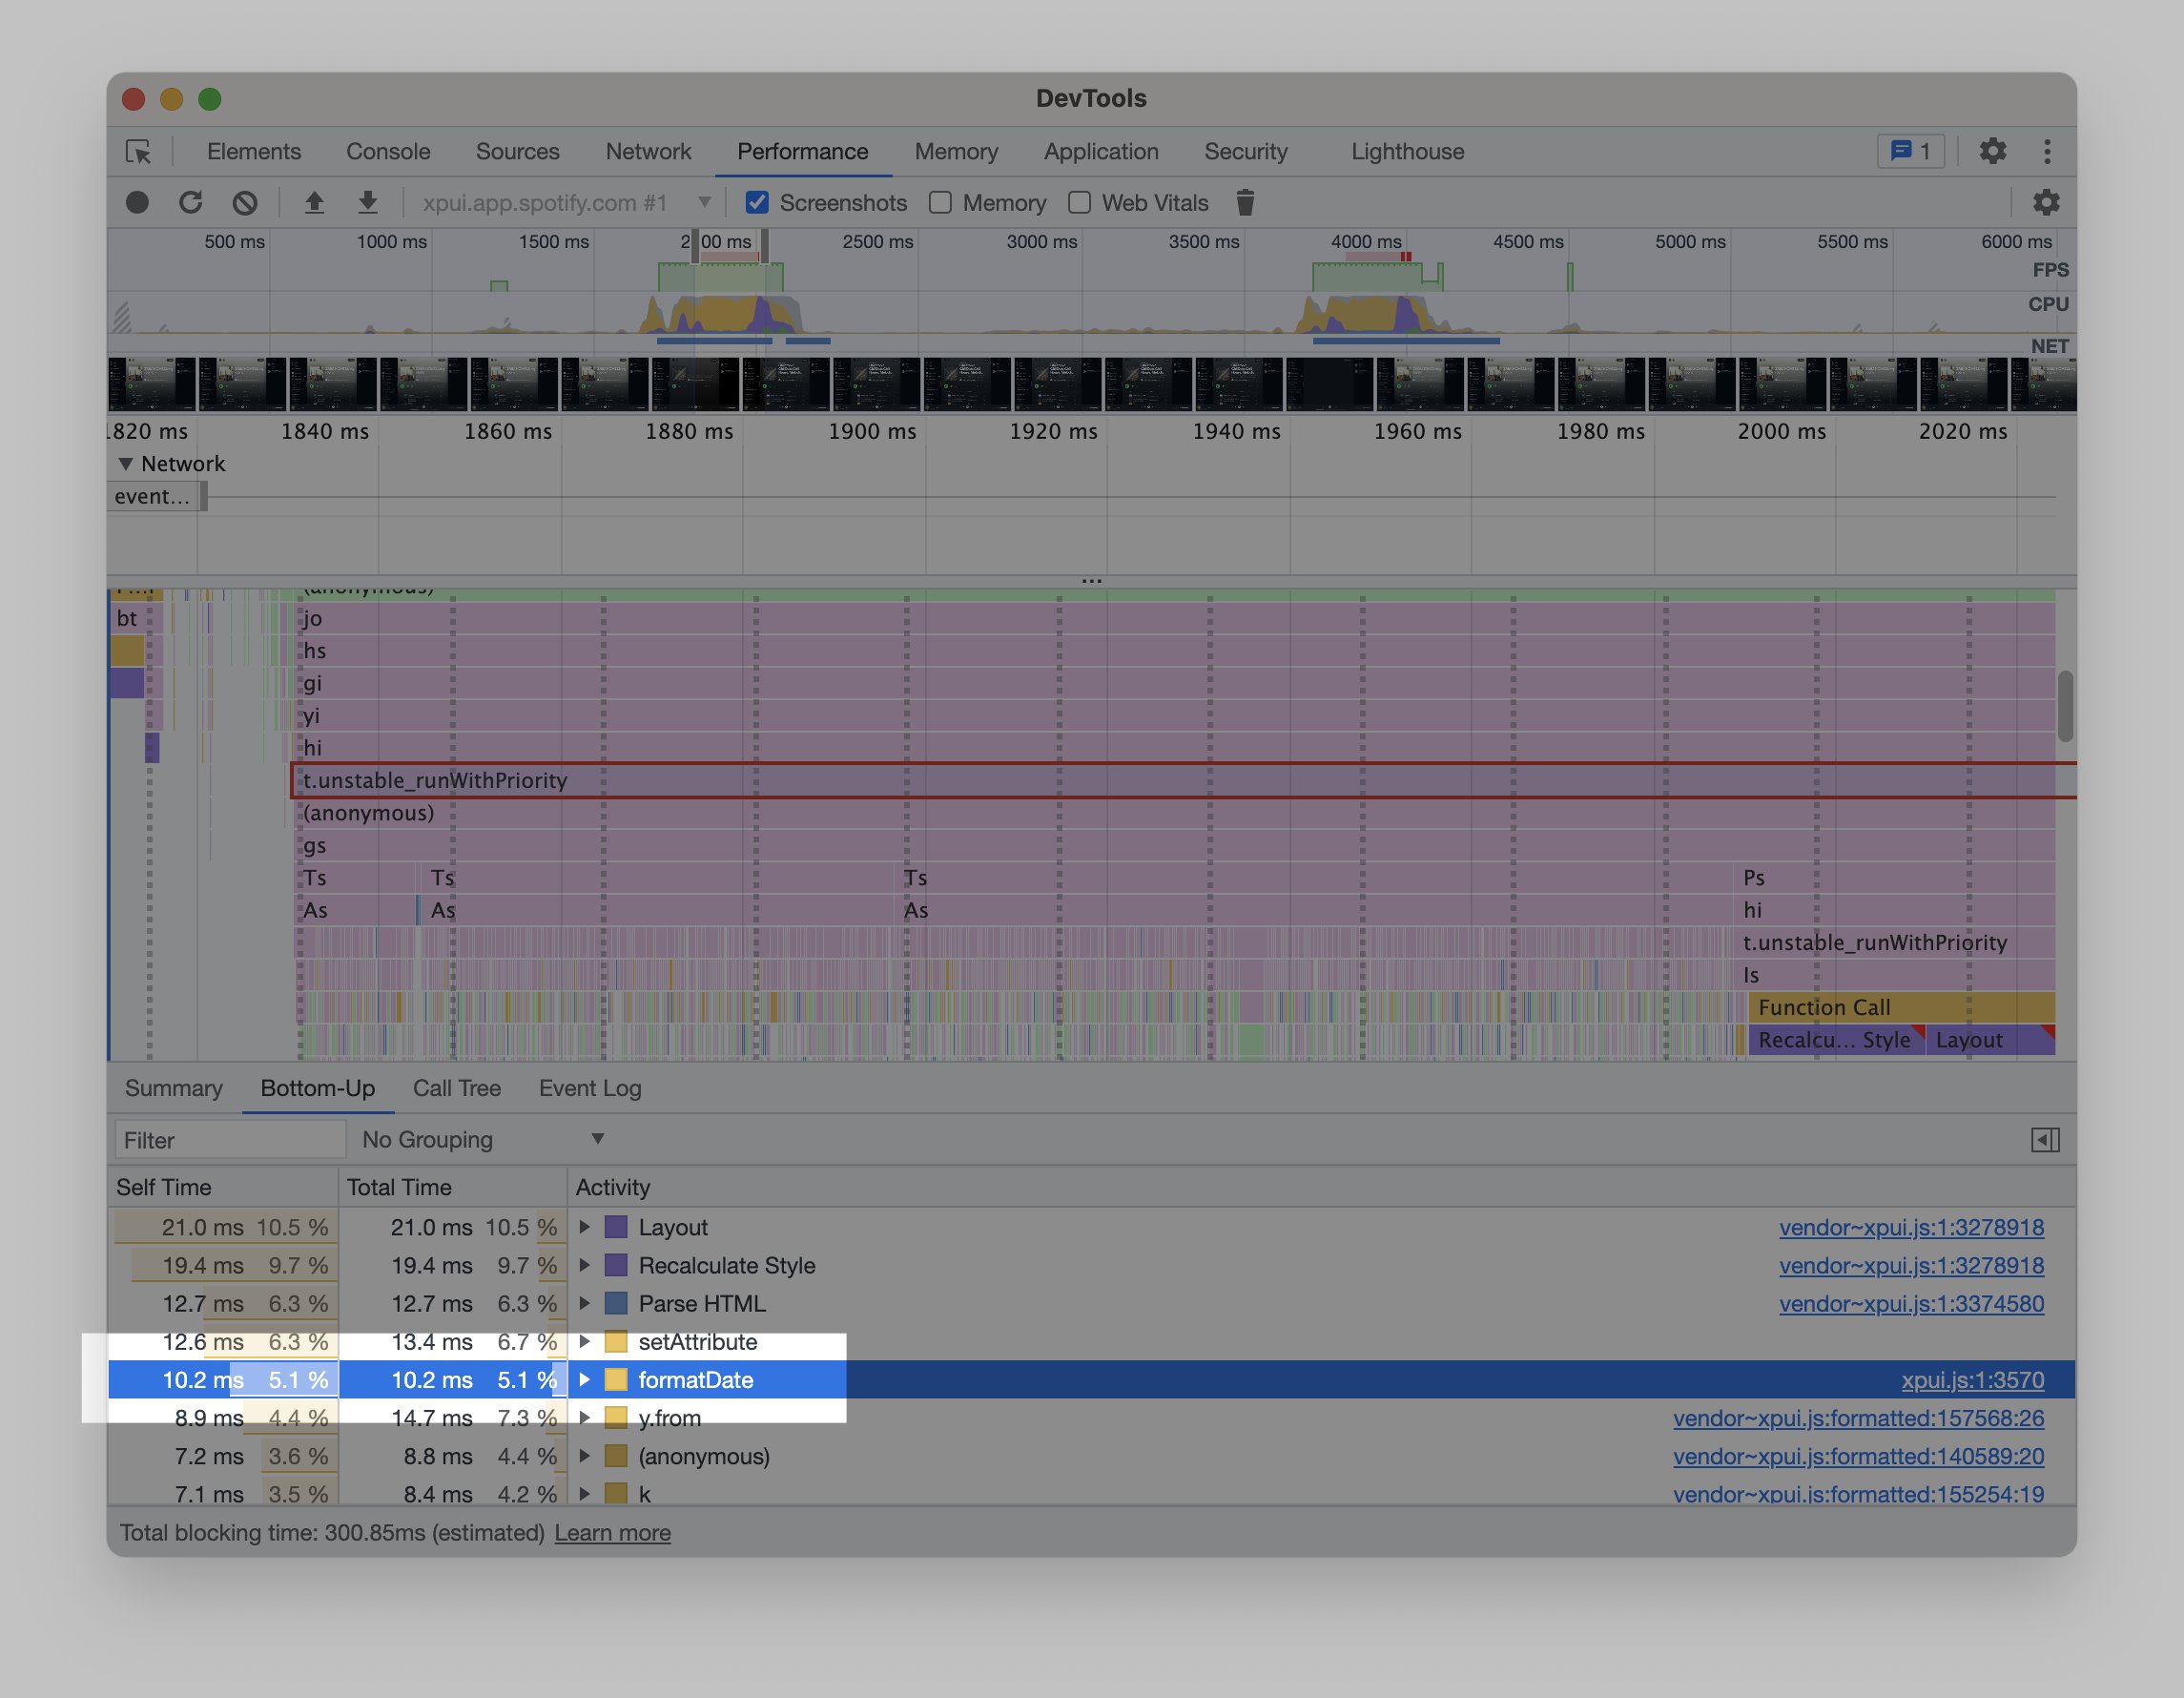 DevTools
Elements Console Sources Network Performance Memory Application Security Lighthouse 1
xpui.app.spotify.com #1 Screenshots Memory Web Vitals
500 ms 1000 ms 1500 ms 2 00 ms 2500 ms 3000 ms 3500 ms 4000 ms 4500 ms 5000 ms 5500 ms 6000 ms
FPS
CPU
NET
1820 ms 1840 ms 1860 ms 1880 ms 1900 ms 1920 ms 1940 ms 1960 ms 1980 ms 2000 ms 2020 ms
Network
event…
...
(anonymous)
bt jo
hs
gi
yi
hi
t.unstable_runWithPriority
(anonymous)
gs
Ts Ts Ts Ps
As As As hi
t.unstable_runWithPriority
ls
Function Call
Recalcu… Style Layout
Summary Bottom-Up Call Tree Event Log
Filter No Grouping
Self Time Total Time Activity
21.0 ms 10.5 % 21.0 ms 10.5 % Layout vendor~xpui.js:1:3278918
19.4 ms 9.7 % 19.4 ms 9.7 % Recalculate Style vendor~xpui.js:1:3278918
12.7 ms 6.3 % 12.7 ms 6.3 % Parse HTML vendor~xpui.js:1:3374580
12.6 ms 6.3 % 13.4 ms 6.7 % setAttribute
10.2 ms 5.1 % 10.2 ms 5.1 % formatDate xpui.js:1:3570
8.9 ms 4.4 % 14.7 ms 7.3 % y.from vendor~xpui.js:formatted:157568:26
7.2 ms 3.6 % 8.8 ms 4.4 % (anonymous) vendor~xpui.js:formatted:140589:20
7.1 ms 3.5 % 8.4 ms 4.2 % k vendor~xpui.js:formatted:155254:19
Total blocking time: 300.85ms (estimated) Learn more